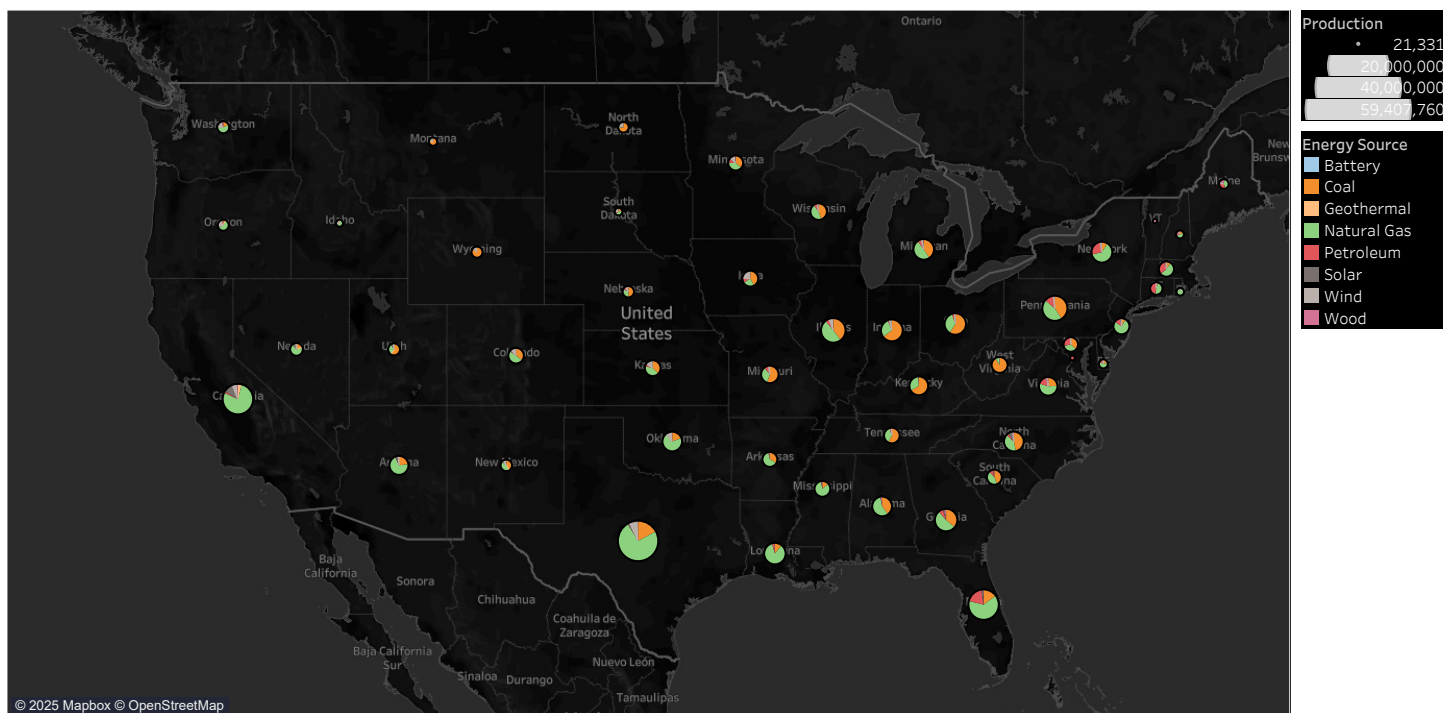 Ontario
Production
21,331
20,000,000
40,000,000
59,407,760
Energy Source
Battery
Coal
Geothermal
Natural Gas
Petroleum
Solar
Wind
Wood
Washington
Montana
North
Dakota
Minnesota
New
Brunsw
Maine
Oregon
Idaho
South
Dakota
Wisconsin
VT
Wyoming
Michigan
New York
Iowa
Nebraska
United
States
Pennsylvania
Nevada
Utah
Colorado
Illinois
Indiana
West
Virginia
Kansas
Missouri
Kentucky
Virginia
California
Oklahoma
Tennessee
North
Carolina
Arizona
New Mexico
Arkansas
South
Carolina
Mississippi
Alabama
Georgia
Louisiana
Baja
California
Sonora
Chihuahua
Coahuila de
Zaragoza
Baja California
Sur
Nuevo León
Sinaloa
Durango
Tamaulipas
© 2025 Mapbox © OpenStreetMap